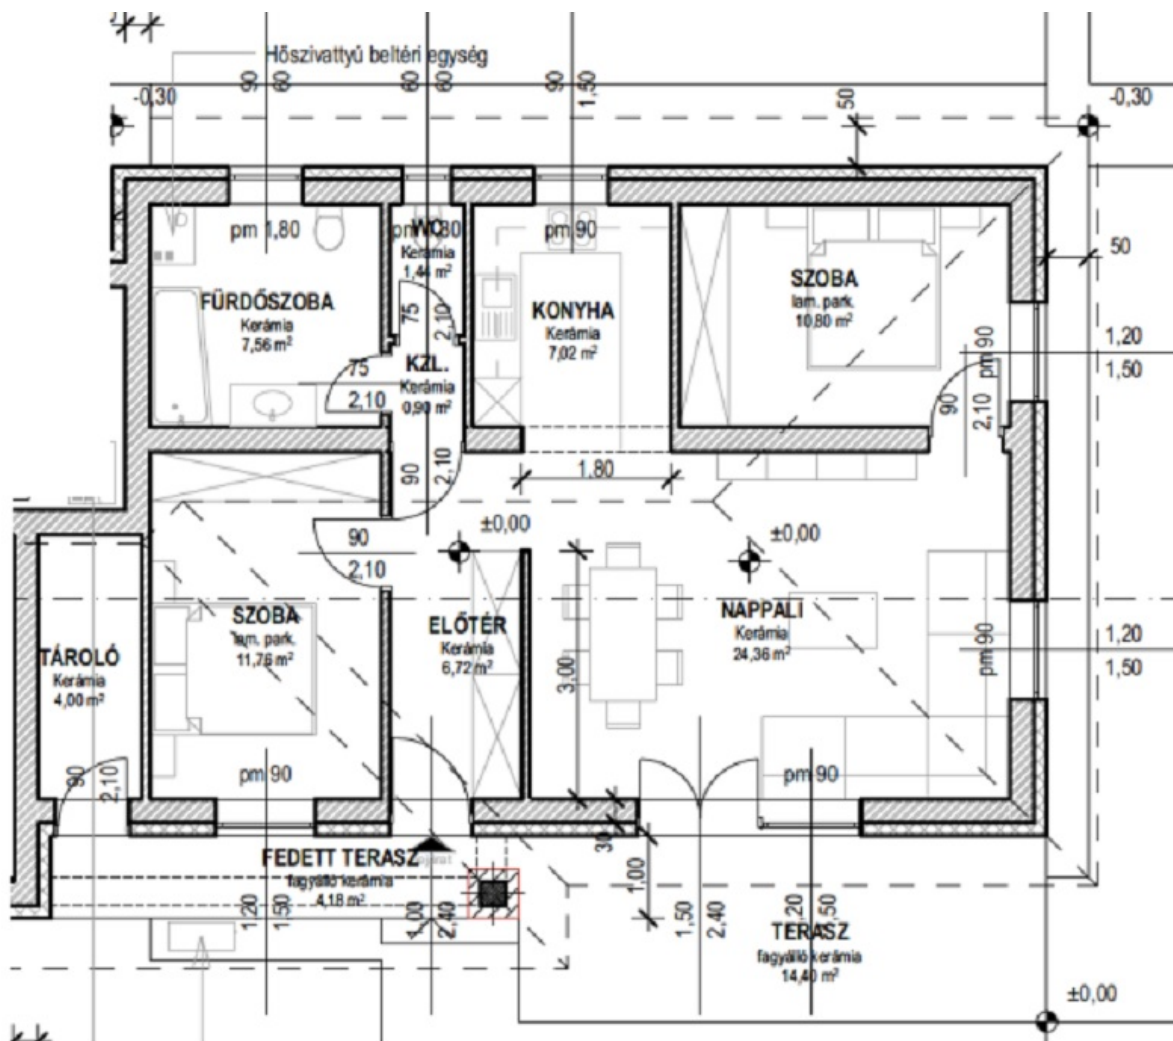 Hőszivattyú beltéri egység
90
60
60
60
90
1,50
50
-0,30
-0,30
pm 1,80
WC
pm 1,80
Kerámia
1,44 m²
pm 90
SZOBA
lam. park.
10,80 m²
50
FÜRDŐSZOBA
Kerámia
7,56 m²
75
2,10
KONYHA
Kerámia
7,02 m²
pm 90
1,20
1,50
75
2,10
KZL.
Kerámia
0,90 m²
90
2,10
90
2,10
1,80
±0,00
±0,00
90
2,10
SZOBA
lam. park.
11,76 m²
ELŐTÉR
Kerámia
6,72 m²
NAPPALI
Kerámia
24,36 m²
pm 90
1,20
1,50
TÁROLÓ
Kerámia
4,00 m²
3,00
90
2,10
pm 90
pm 90
30
FEDETT TERASZ
fagyálló kerámia
4,18 m²
1,00
1,20
1,50
1,00
2,40
1,50
2,40
1,20
1,50
TERASZ
fagyálló kerámia
14,40 m²
±0,00